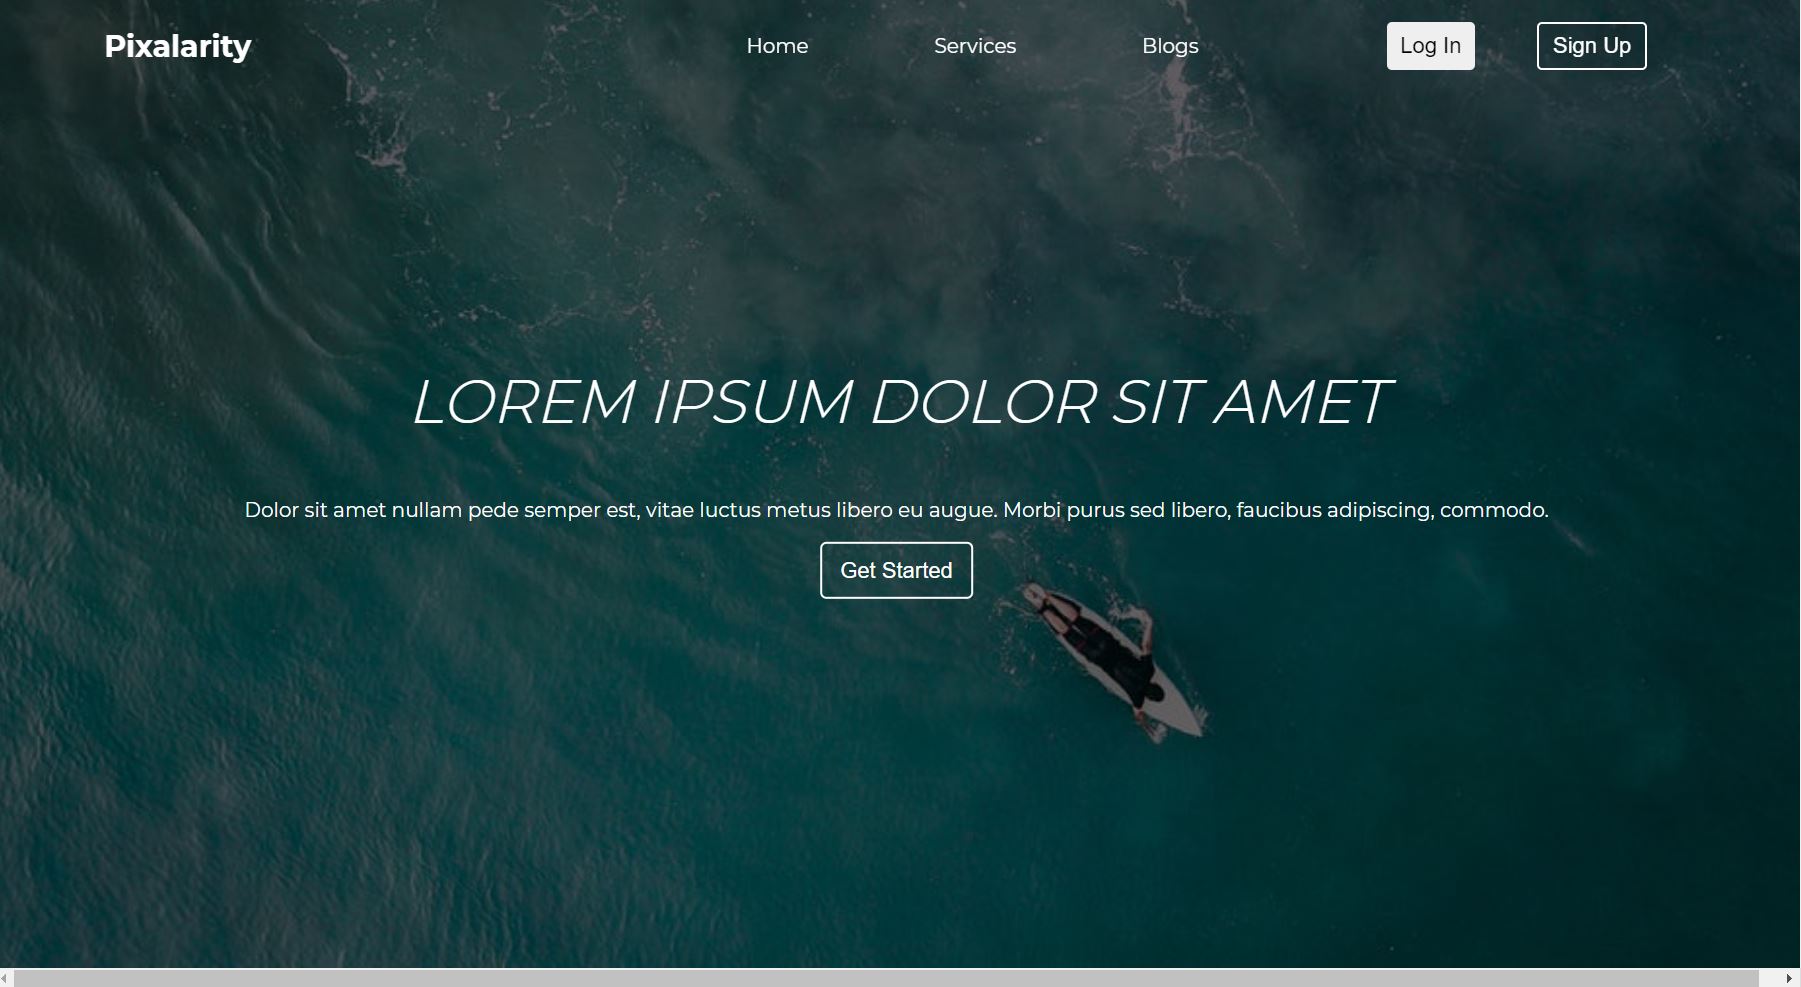 Pixalarity
Home
Services
Blogs
Log In
Sign Up
LOREM IPSUM DOLOR SIT AMET
Dolor sit amet nullam pede semper est, vitae luctus metus libero eu augue. Morbi purus sed libero, faucibus adipiscing, commodo.
Get Started